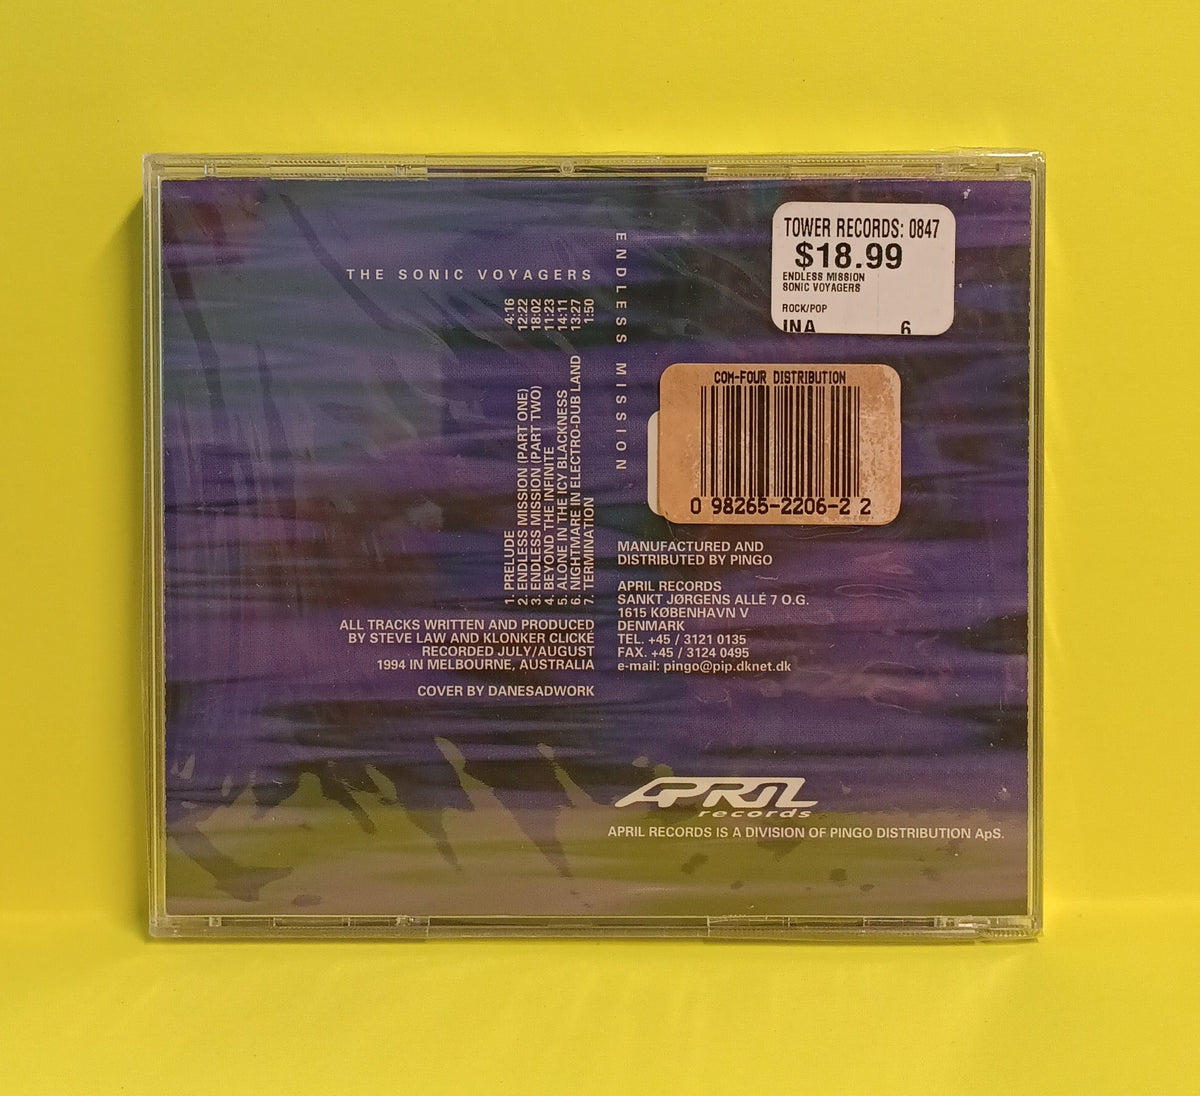 THE SONIC VOYAGERS
ENDLESS MISSION
1. PRELUDE 4:16
2. ENDLESS MISSION (PART ONE) 12:22
3. ENDLESS MISSION (PART TWO) 18:02
4. BEYOND THE INFINITE 11:23
5. ALONE IN THE ICY BLACKNESS 14:11
6. NIGHTMARE IN ELECTRO-DUB LAND 13:27
7. TERMINATION 1:50
ALL TRACKS WRITTEN AND PRODUCED
BY STEVE LAW AND KLONKER CLICKÉ
RECORDED JULY/AUGUST
1994 IN MELBOURNE, AUSTRALIA
COVER BY DANESADWORK
TOWER RECORDS: 0847
$18.99
ENDLESS MISSION
SONIC VOYAGERS
ROCK/POP
INA 6
COM-FOUR DISTRIBUTION
0 98265-2206-2 2
MANUFACTURED AND
DISTRIBUTED BY PINGO
APRIL RECORDS
SANKT JØRGENS ALLÉ 7 O.G.
1615 KØBENHAVN V
DENMARK
TEL. +45 / 3121 0135
FAX. +45 / 3124 0495
e-mail: pingo@pip.dknet.dk
APRIL
records
APRIL RECORDS IS A DIVISION OF PINGO DISTRIBUTION ApS.